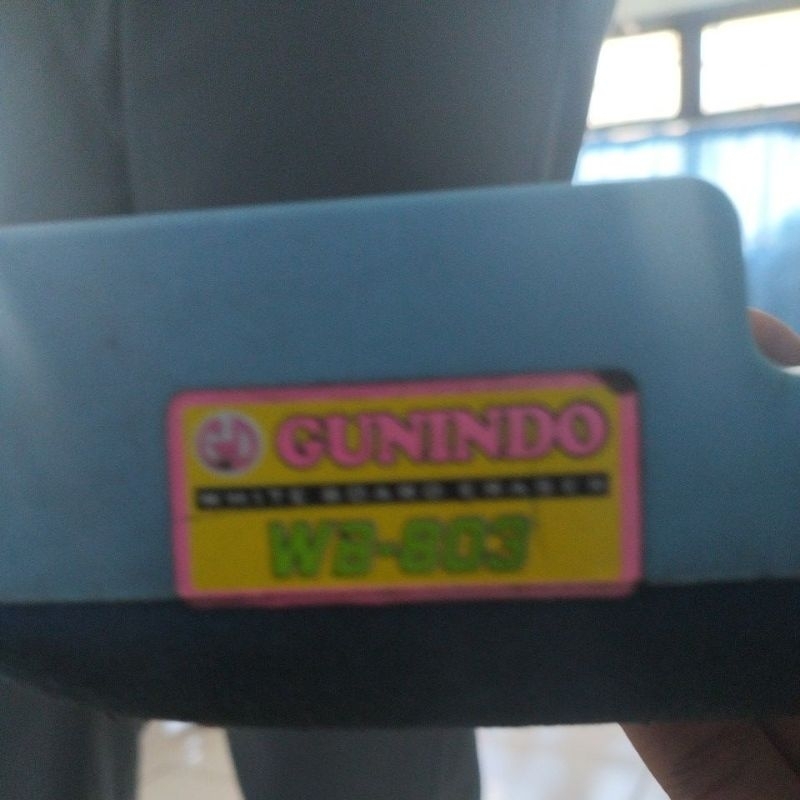 GUNINDO
WHITE BOARD ERASER
WB-803